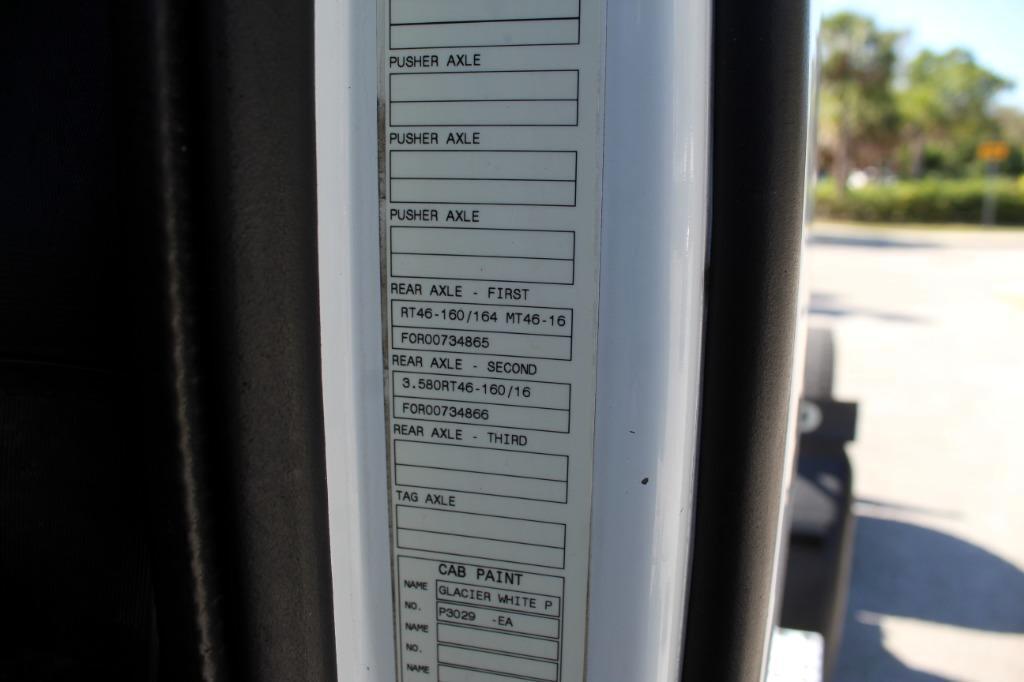 PUSHER AXLE
PUSHER AXLE
PUSHER AXLE
REAR AXLE - FIRST
RT46-160/164 MT46-16
FOR00734865
REAR AXLE - SECOND
3.580RT46-160/16
FOR00734866
REAR AXLE - THIRD
TAG AXLE
CAB PAINT
NAME GLACIER WHITE P
NO. P3029 -EA
NAME
NO.
NAME